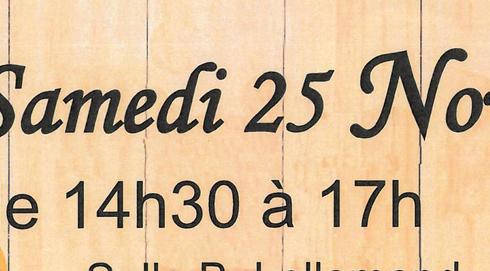 Samedi 25 No
e 14h30 à 17h